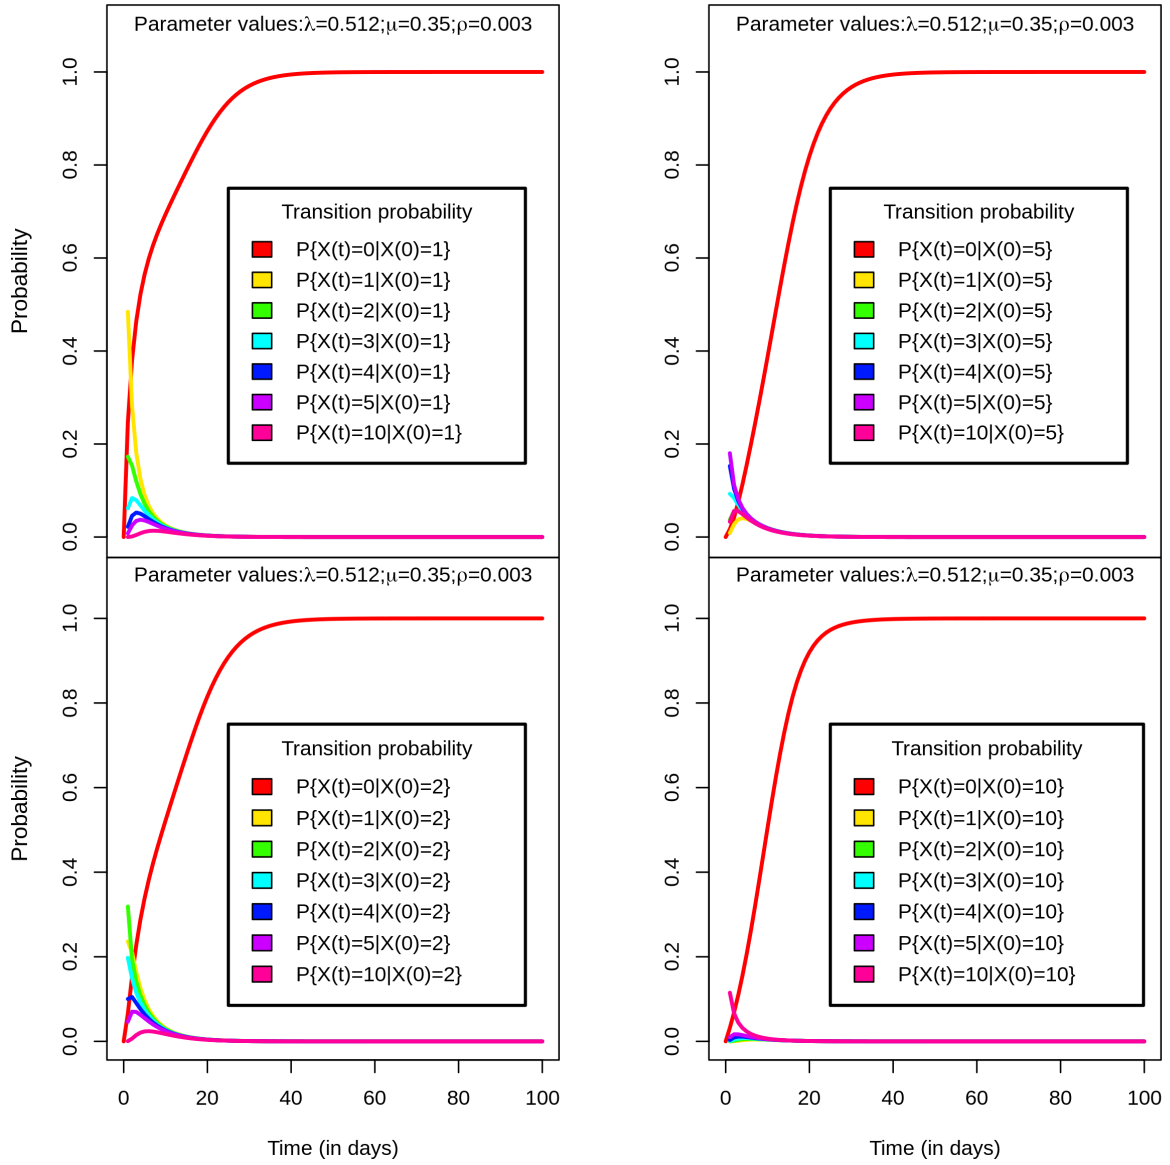 Parameter values:λ=0.512;μ=0.35;ρ=0.003
Probability
1.0
0.8
0.6
0.4
0.2
0.0
Transition probability
P{X(t)=0|X(0)=1}
P{X(t)=1|X(0)=1}
P{X(t)=2|X(0)=1}
P{X(t)=3|X(0)=1}
P{X(t)=4|X(0)=1}
P{X(t)=5|X(0)=1}
P{X(t)=10|X(0)=1}
Parameter values:λ=0.512;μ=0.35;ρ=0.003
1.0
0.8
0.6
0.4
0.2
0.0
Transition probability
P{X(t)=0|X(0)=5}
P{X(t)=1|X(0)=5}
P{X(t)=2|X(0)=5}
P{X(t)=3|X(0)=5}
P{X(t)=4|X(0)=5}
P{X(t)=5|X(0)=5}
P{X(t)=10|X(0)=5}
Parameter values:λ=0.512;μ=0.35;ρ=0.003
Probability
1.0
0.8
0.6
0.4
0.2
0.0
Transition probability
P{X(t)=0|X(0)=2}
P{X(t)=1|X(0)=2}
P{X(t)=2|X(0)=2}
P{X(t)=3|X(0)=2}
P{X(t)=4|X(0)=2}
P{X(t)=5|X(0)=2}
P{X(t)=10|X(0)=2}
0 20 40 60 80 100
Time (in days)
Parameter values:λ=0.512;μ=0.35;ρ=0.003
1.0
0.8
0.6
0.4
0.2
0.0
Transition probability
P{X(t)=0|X(0)=10}
P{X(t)=1|X(0)=10}
P{X(t)=2|X(0)=10}
P{X(t)=3|X(0)=10}
P{X(t)=4|X(0)=10}
P{X(t)=5|X(0)=10}
P{X(t)=10|X(0)=10}
0 20 40 60 80 100
Time (in days)